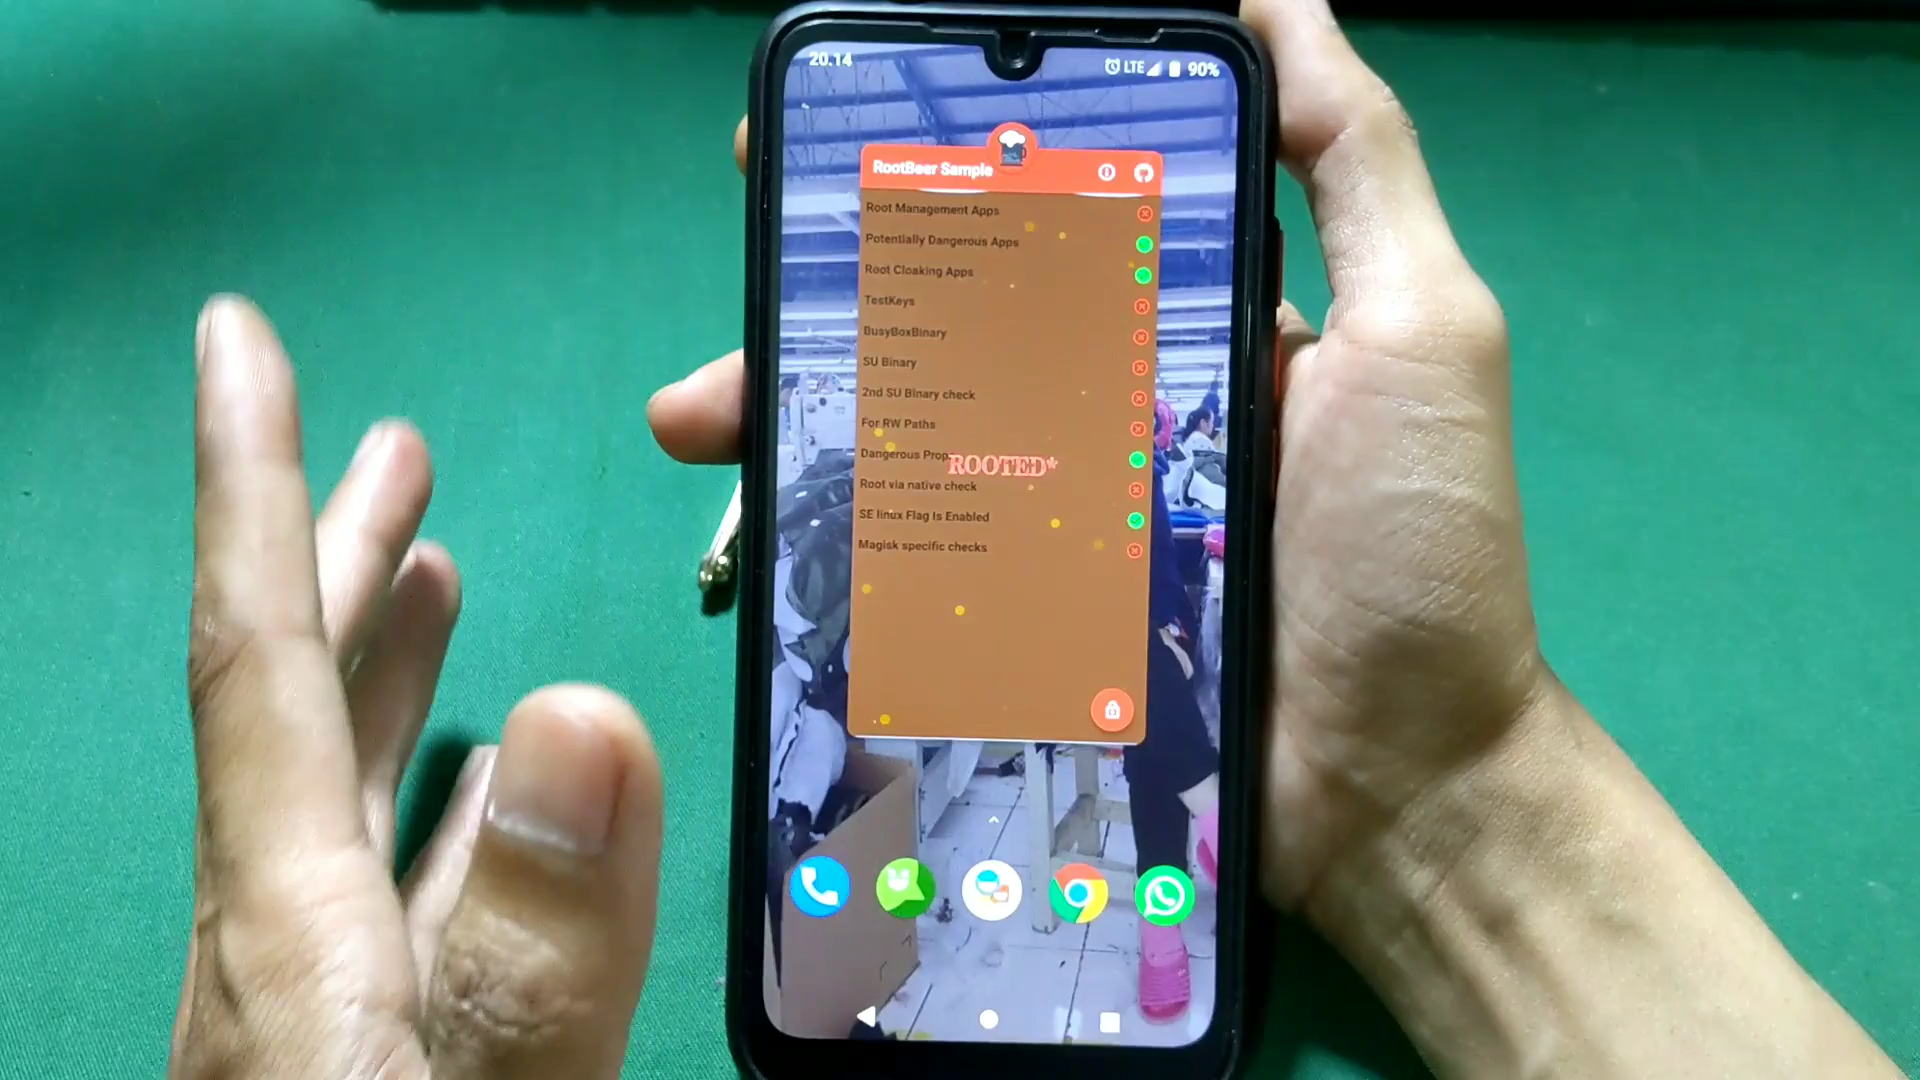 20.14
LTE 90%
RootBeer Sample
Root Management Apps
Potentially Dangerous Apps
Root Cloaking Apps
TestKeys
BusyBoxBinary
SU Binary
2nd SU Binary check
For RW Paths
Dangerous Prop
ROOTED*
Root via native check
SE linux Flag Is Enabled
Magisk specific checks